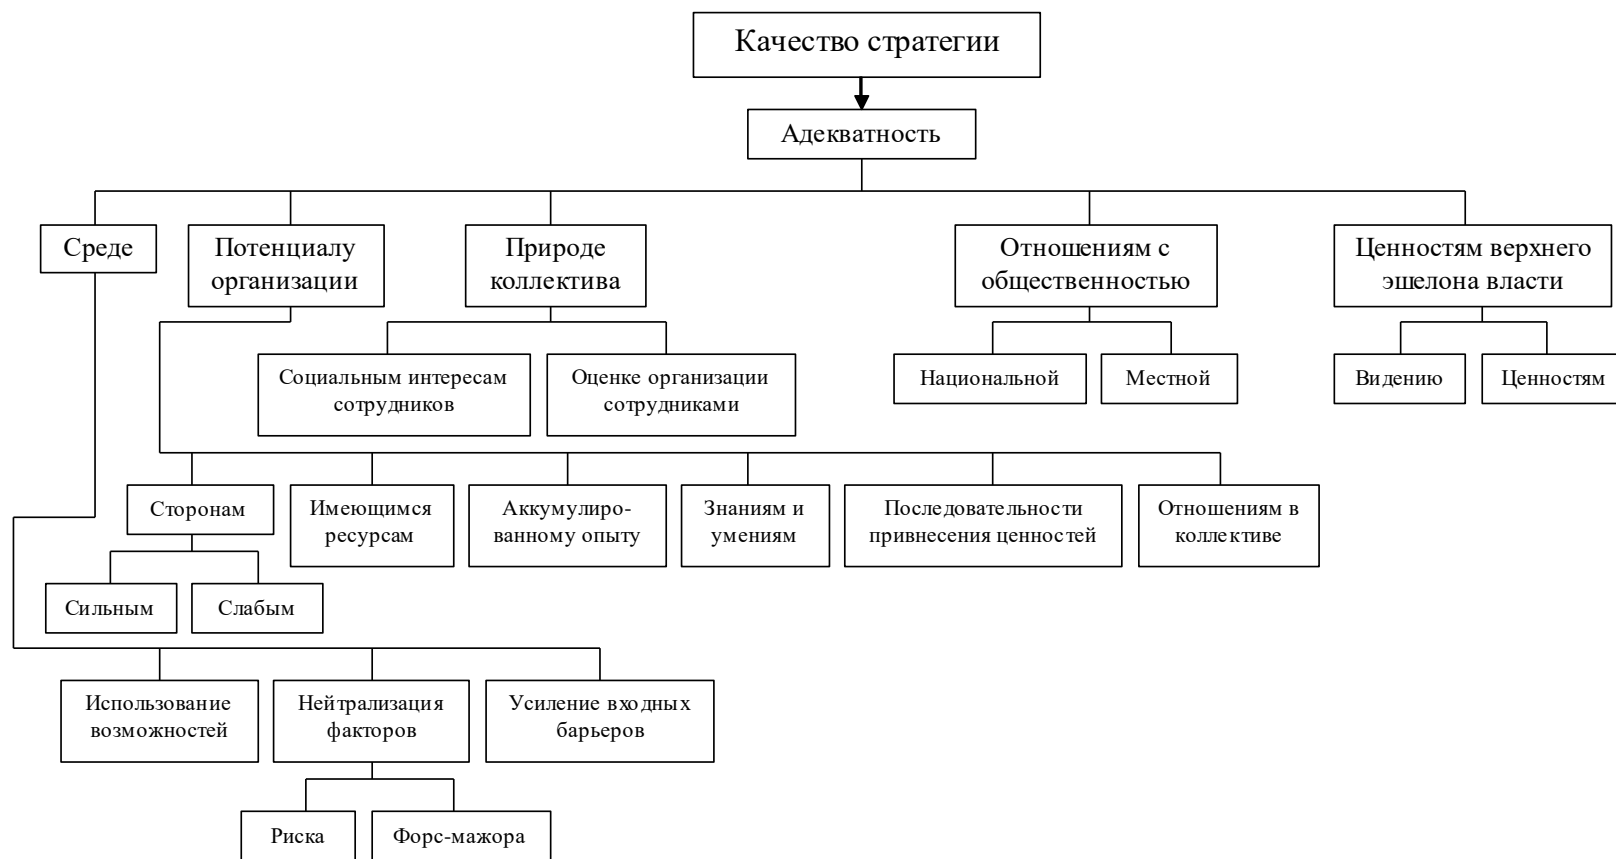 Качество стратегии
Адекватность
Среде
Потенциалу
организации
Природе
коллектива
Отношениям с
общественностью
Ценностям верхнего
эшелона власти
Социальным интересам
сотрудников
Оценке организации
сотрудниками
Национальной
Местной
Видению
Ценностям
Сторонам
Имеющимся
ресурсам
Аккумулиро-
ванному опыту
Знаниям и
умениям
Последовательности
привнесения ценностей
Отношениям в
коллективе
Сильным
Слабым
Использование
возможностей
Нейтрализация
факторов
Усиление входных
барьеров
Риска
Форс-мажора